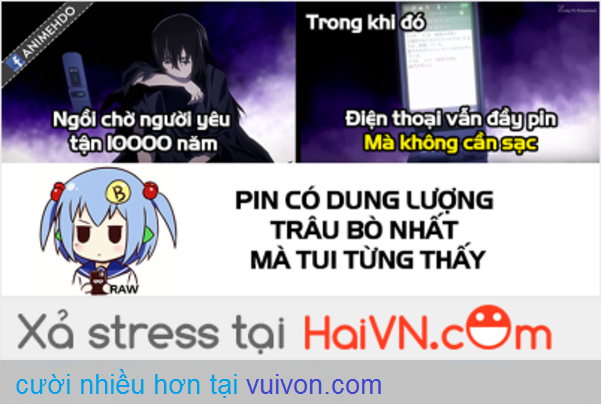 ANIMEHDO
Ngồi chờ người yêu
tận 10000 năm
Trong khi đó
Điện thoại vẫn đầy pin
Mà không cần sạc
B
RAW
PIN CÓ DUNG LƯỢNG
TRÂU BÒ NHẤT
MÀ TUI TỪNG THẤY
Xả stress tại HaiVN.com
cười nhiều hơn tại vuivon.com